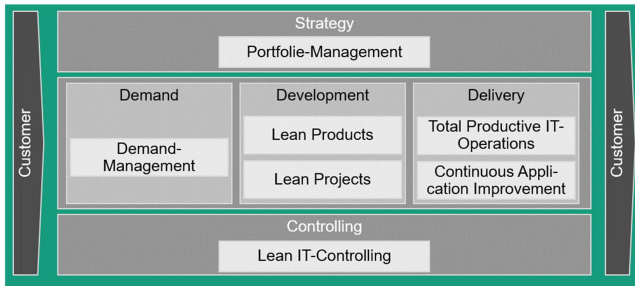 Customer
Strategy
Portfolie-Management
Demand
Demand-
Management
Development
Lean Products
Lean Projects
Delivery
Total Productive IT-
Operations
Continuous Appli-
cation Improvement
Controlling
Lean IT-Controlling
Customer